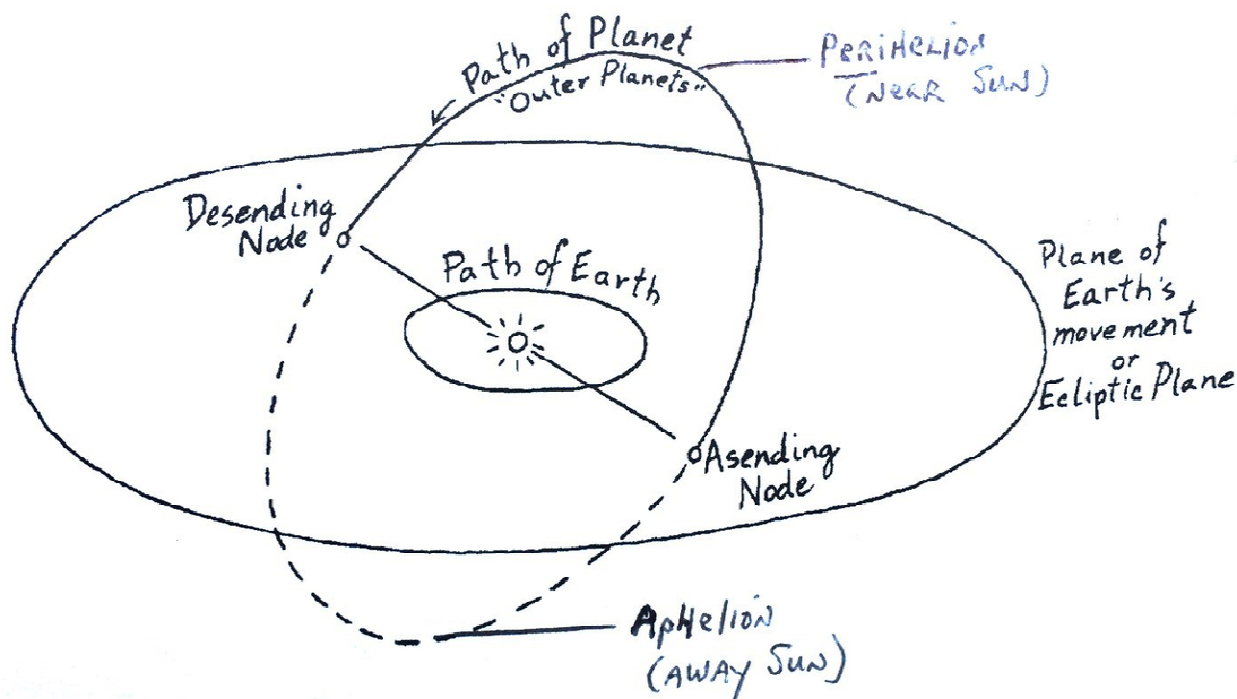 Path of Planet
"Outer Planets"
PERIHELION
(NEAR SUN)
Desending
Node
Path of Earth
Plane of
Earth's
movement
or
Ecliptic Plane
Asending
Node
APHelioN
(AWAY SUN)